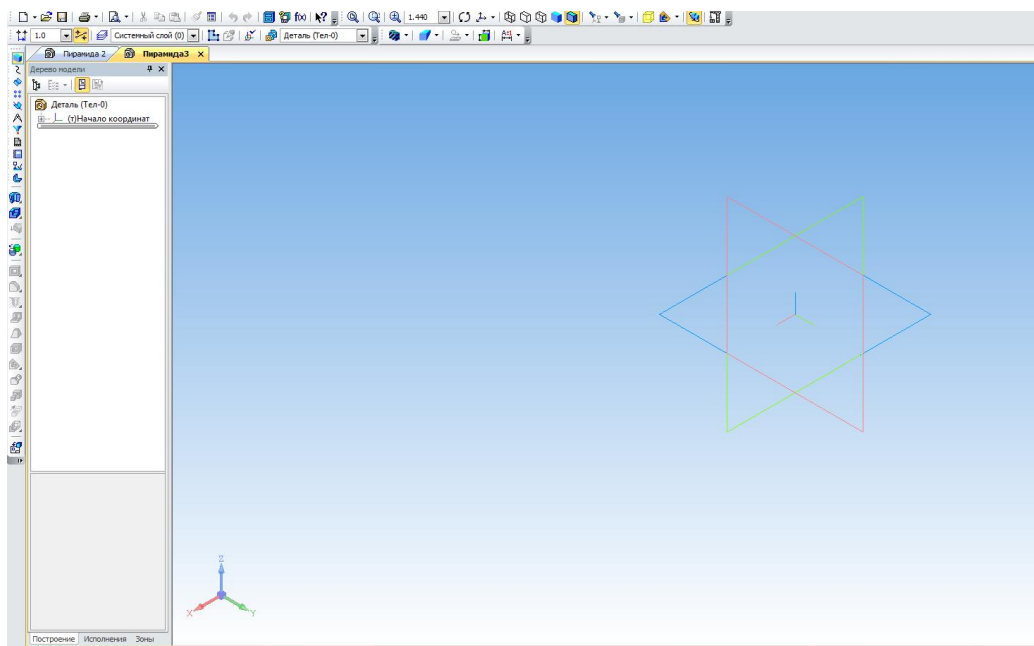 f(x)
1.440
1.0
Системный слой (0)
Деталь (Тел-0)
Пирамида 2
Пирамида3
Дерево модели
Деталь (Тел-0)
(т)Начало координат
Z
X
Y
Построение Исполнения Зоны